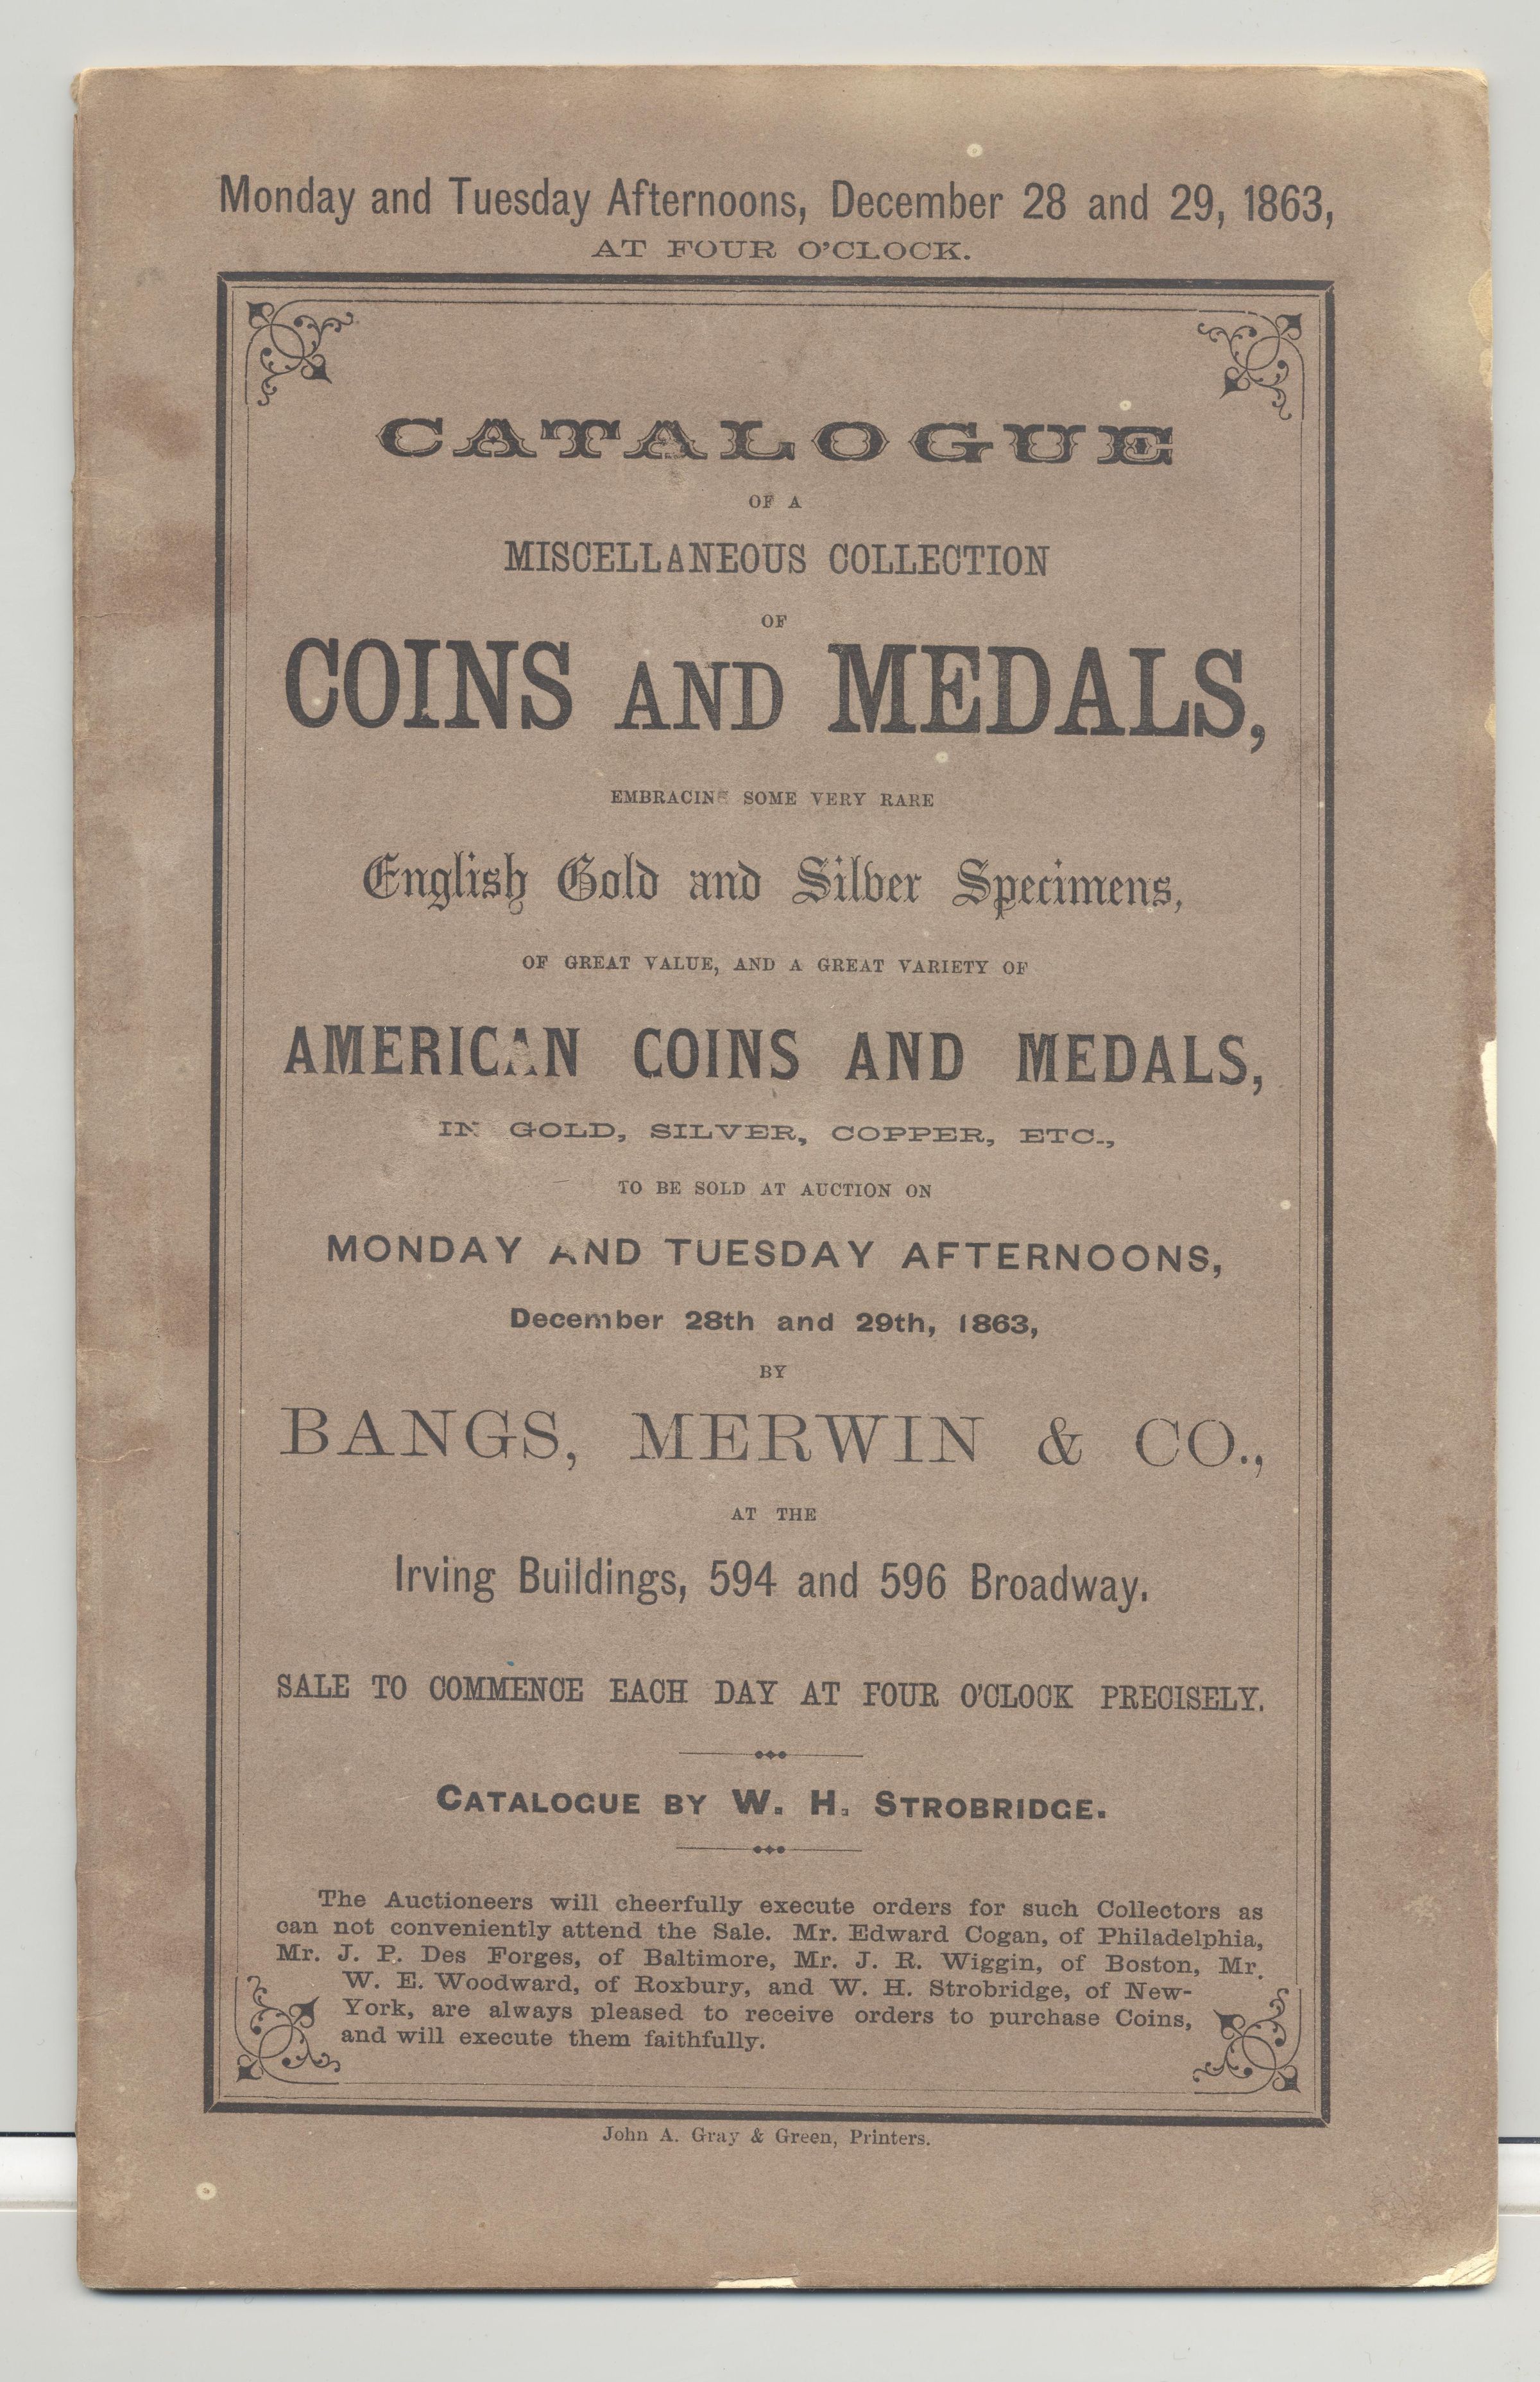 Monday and Tuesday Afternoons, December 28 and 29, 1863,
AT FOUR O'CLOCK.
CATALOGUE
OF A
MISCELLANEOUS COLLECTION
OF
COINS AND MEDALS,
EMBRACING SOME VERY RARE
English Gold and Silver Specimens,
OF GREAT VALUE, AND A GREAT VARIETY OF
AMERICAN COINS AND MEDALS,
IN GOLD, SILVER, COPPER, ETC.,
TO BE SOLD AT AUCTION ON
MONDAY AND TUESDAY AFTERNOONS,
December 28th and 29th, 1863,
BY
BANGS, MERWIN & CO.,
AT THE
Irving Buildings, 594 and 596 Broadway.
SALE TO COMMENCE EACH DAY AT FOUR O'CLOCK PRECISELY.
CATALOGUE BY W. H. STROBRIDGE.
The Auctioneers will cheerfully execute orders for such Collectors as
can not conveniently attend the Sale. Mr. Edward Cogan, of Philadelphia,
Mr. J. P. Des Forges, of Baltimore, Mr. J. R. Wiggin, of Boston, Mr.
W. E. Woodward, of Roxbury, and W. H. Strobridge, of New-
York, are always pleased to receive orders to purchase Coins,
and will execute them faithfully.
John A. Gray & Green, Printers.